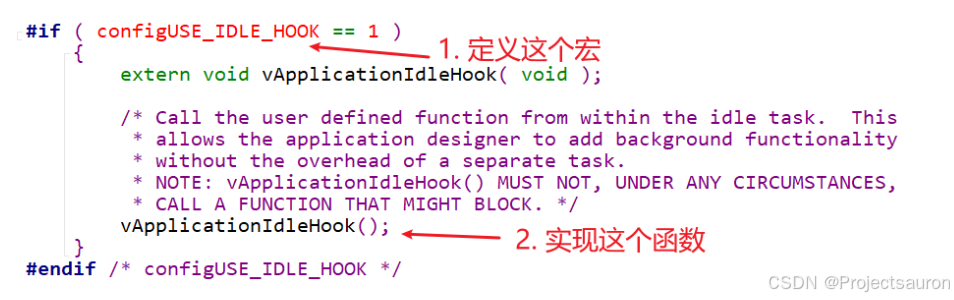 #if ( configUSE_IDLE_HOOK == 1 )
1. 定义这个宏
{
extern void vApplicationIdleHook( void );
/* Call the user defined function from within the idle task.  This
* allows the application designer to add background functionality
* without the overhead of a separate task.
* NOTE: vApplicationIdleHook() MUST NOT, UNDER ANY CIRCUMSTANCES,
* CALL A FUNCTION THAT MIGHT BLOCK. */
vApplicationIdleHook();
2. 实现这个函数
}
#endif /* configUSE_IDLE_HOOK */
CSDN @Projectsauron